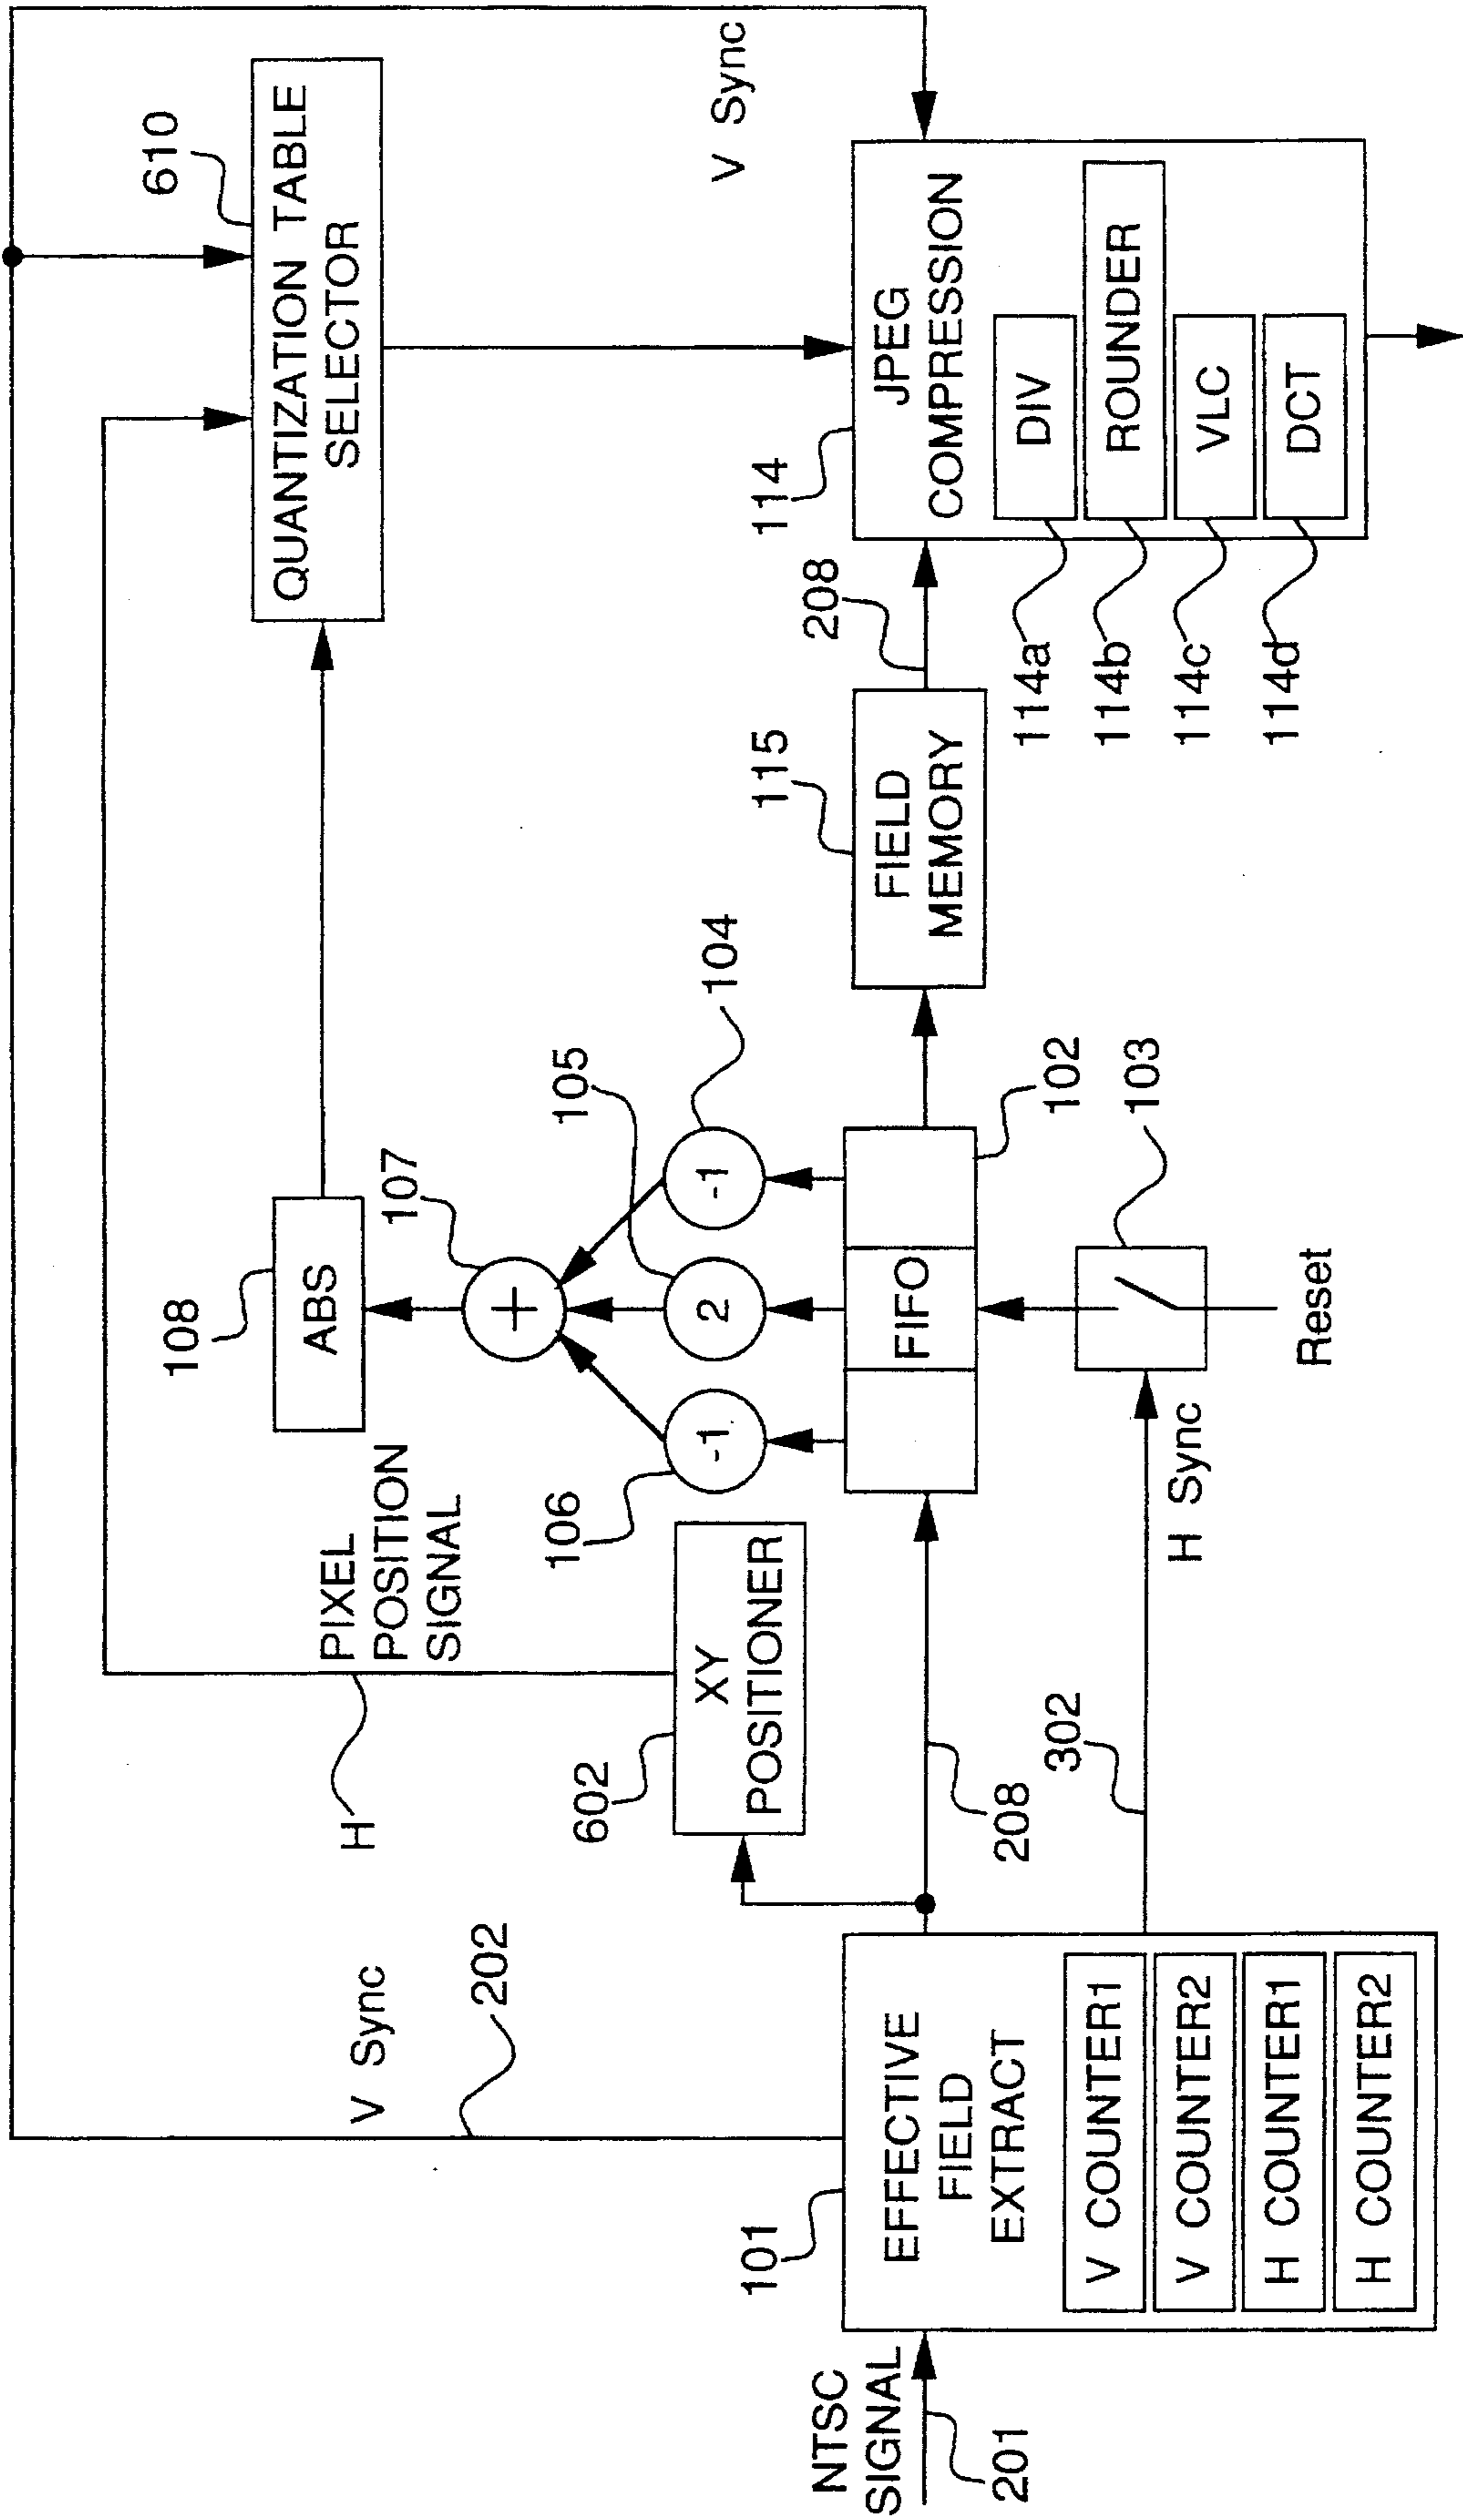 V Sync
202
H
PIXEL
POSITION
SIGNAL
108
ABS
107
105
104
106
-1
2
-1
QUANTIZATION TABLE
SELECTOR
610
V Sync
NTSC
SIGNAL
201
101
EFFECTIVE
FIELD
EXTRACT
V COUNTER1
V COUNTER2
H COUNTER1
H COUNTER2
602
XY
POSITIONER
208
302
H Sync
FIFO
102
103
Reset
115
FIELD
MEMORY
208
114
JPEG
COMPRESSION
DIV
ROUNDER
VLC
DCT
114a
114b
114c
114d